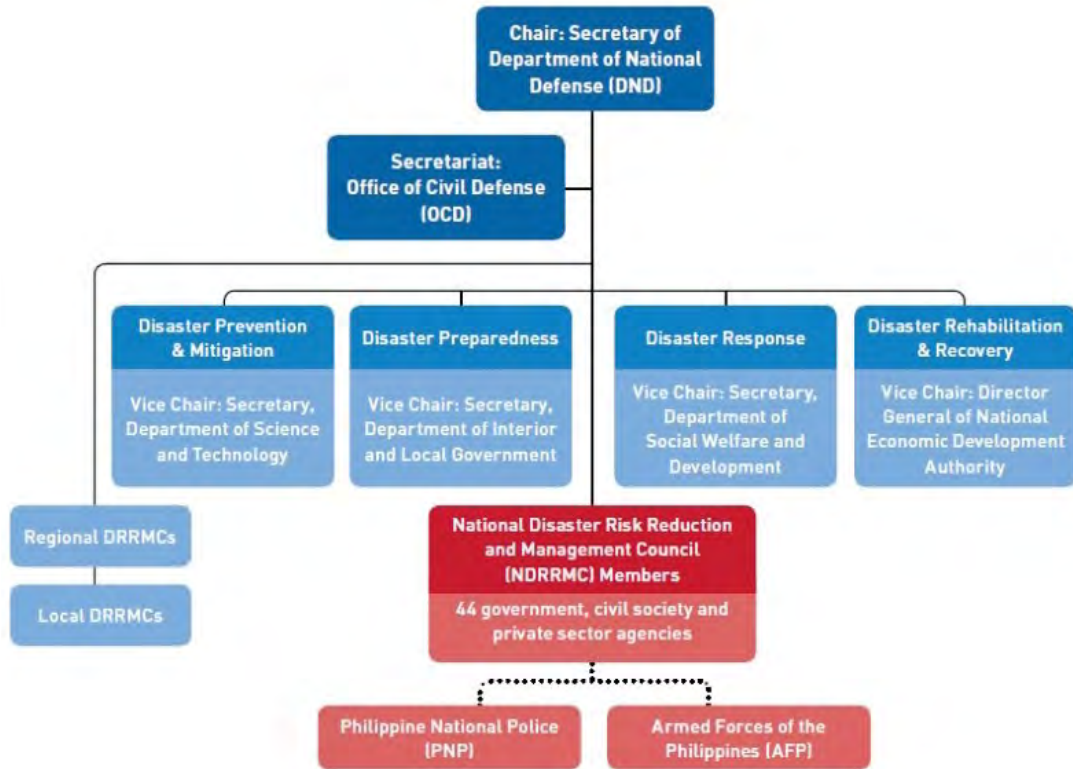 Chair: Secretary of
Department of National
Defense (DND)
Secretariat:
Office of Civil Defense
(OCD)
Disaster Prevention
& Mitigation
Vice Chair: Secretary,
Department of Science
and Technology
Disaster Preparedness
Vice Chair: Secretary,
Department of Interior
and Local Government
Disaster Response
Vice Chair: Secretary,
Department of
Social Welfare and
Development
Disaster Rehabilitation
& Recovery
Vice Chair: Director
General of National
Economic Development
Authority
Regional DRRMCs
Local DRRMCs
National Disaster Risk Reduction
and Management Council
(NDRRMC) Members
44 government, civil society and
private sector agencies
Philippine National Police
(PNP)
Armed Forces of the
Philippines (AFP)